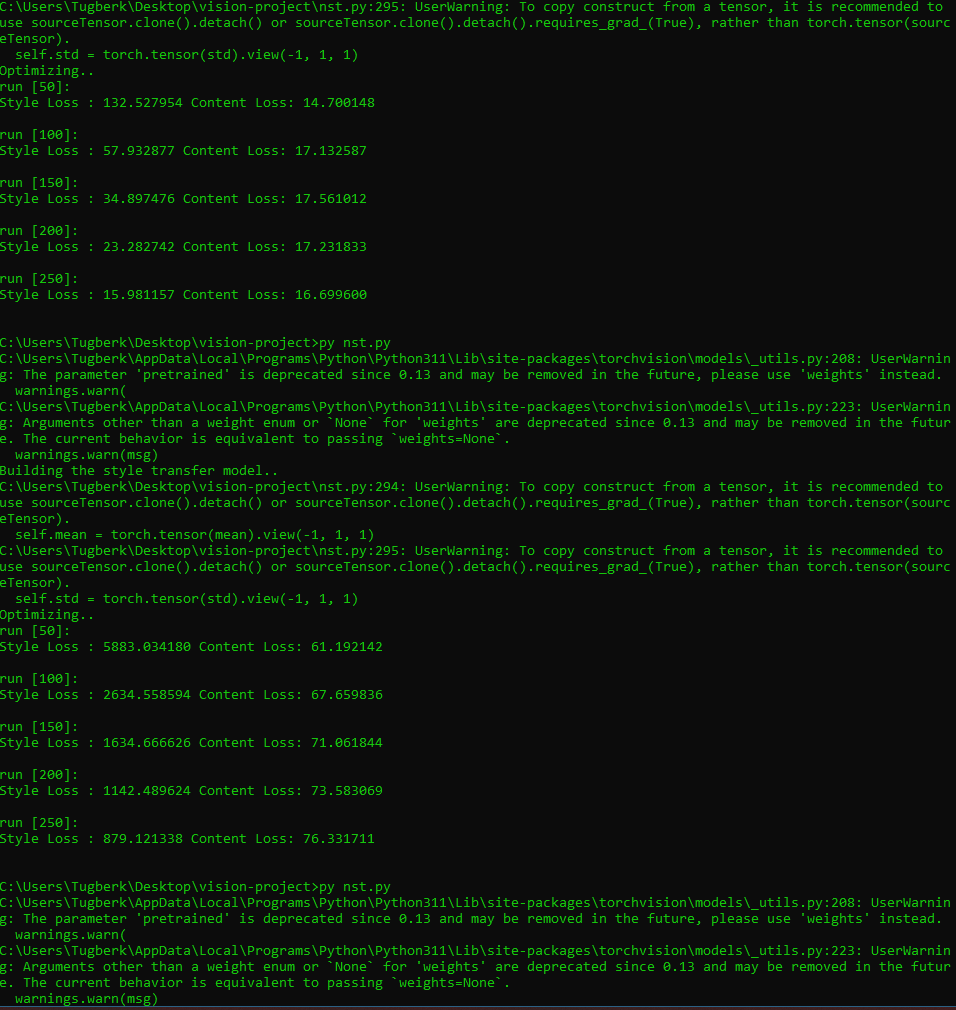 C:\Users\Tugberk\Desktop\vision-project\nst.py:295: UserWarning: To copy construct from a tensor, it is recommended to
use sourceTensor.clone().detach() or sourceTensor.clone().detach().requires_grad_(True), rather than torch.tensor(sourc
eTensor).
  self.std = torch.tensor(std).view(-1, 1, 1)
Optimizing..
run [50]:
Style Loss : 132.527954 Content Loss: 14.700148

run [100]:
Style Loss : 57.932877 Content Loss: 17.132587

run [150]:
Style Loss : 34.897476 Content Loss: 17.561012

run [200]:
Style Loss : 23.282742 Content Loss: 17.231833

run [250]:
Style Loss : 15.981157 Content Loss: 16.699600

C:\Users\Tugberk\Desktop\vision-project>py nst.py
C:\Users\Tugberk\AppData\Local\Programs\Python\Python311\Lib\site-packages\torchvision\models\_utils.py:208: UserWarnin
g: The parameter 'pretrained' is deprecated since 0.13 and may be removed in the future, please use 'weights' instead.
  warnings.warn(
C:\Users\Tugberk\AppData\Local\Programs\Python\Python311\Lib\site-packages\torchvision\models\_utils.py:223: UserWarnin
g: Arguments other than a weight enum or `None` for 'weights' are deprecated since 0.13 and may be removed in the futur
e. The current behavior is equivalent to passing `weights=None`.
  warnings.warn(msg)
Building the style transfer model..
C:\Users\Tugberk\Desktop\vision-project\nst.py:294: UserWarning: To copy construct from a tensor, it is recommended to
use sourceTensor.clone().detach() or sourceTensor.clone().detach().requires_grad_(True), rather than torch.tensor(sourc
eTensor).
  self.mean = torch.tensor(mean).view(-1, 1, 1)
C:\Users\Tugberk\Desktop\vision-project\nst.py:295: UserWarning: To copy construct from a tensor, it is recommended to
use sourceTensor.clone().detach() or sourceTensor.clone().detach().requires_grad_(True), rather than torch.tensor(sourc
eTensor).
  self.std = torch.tensor(std).view(-1, 1, 1)
Optimizing..
run [50]:
Style Loss : 5883.034180 Content Loss: 61.192142

run [100]:
Style Loss : 2634.558594 Content Loss: 67.659836

run [150]:
Style Loss : 1634.666626 Content Loss: 71.061844

run [200]:
Style Loss : 1142.489624 Content Loss: 73.583069

run [250]:
Style Loss : 879.121338 Content Loss: 76.331711

C:\Users\Tugberk\Desktop\vision-project>py nst.py
C:\Users\Tugberk\AppData\Local\Programs\Python\Python311\Lib\site-packages\torchvision\models\_utils.py:208: UserWarnin
g: The parameter 'pretrained' is deprecated since 0.13 and may be removed in the future, please use 'weights' instead.
  warnings.warn(
C:\Users\Tugberk\AppData\Local\Programs\Python\Python311\Lib\site-packages\torchvision\models\_utils.py:223: UserWarnin
g: Arguments other than a weight enum or `None` for 'weights' are deprecated since 0.13 and may be removed in the futur
e. The current behavior is equivalent to passing `weights=None`.
  warnings.warn(msg)